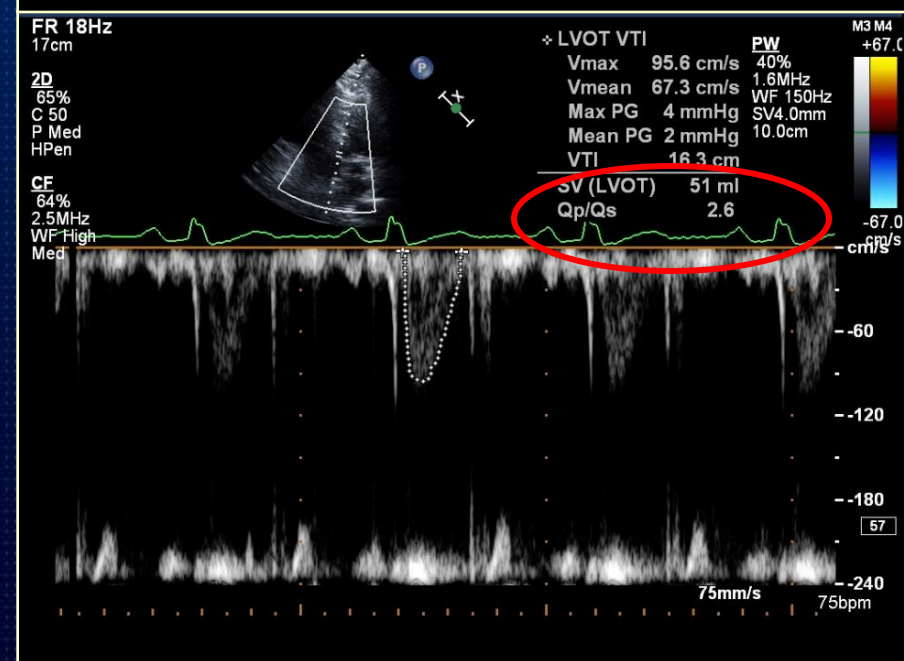 FR 18Hz
17cm
2D
65%
C 50
P Med
HPen
CF
64%
2.5MHz
WF High
Med
P
X
LVOT VTI
Vmax 95.6 cm/s
Vmean 67.3 cm/s
Max PG 4 mmHg
Mean PG 2 mmHg
VTI 16.3 cm
SV (LVOT) 51 ml
Qp/Qs 2.6
PW
40%
1.6MHz
WF 150Hz
SV4.0mm
10.0cm
M3 M4
+67.0
-67.0
cm/s
cm/s
-60
-120
-180
57
-240
75mm/s
75bpm